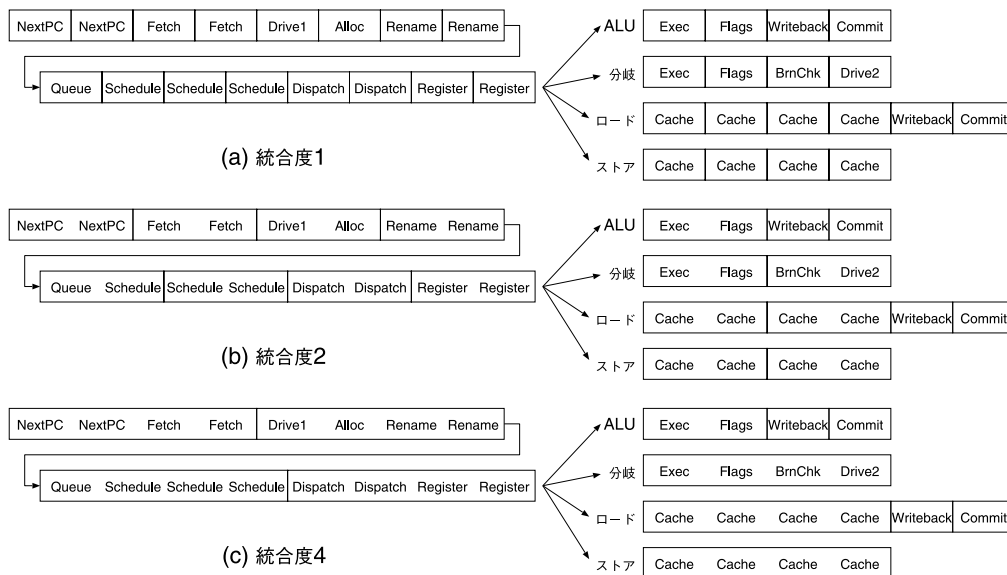 NextPC NextPC Fetch Fetch Drive1 Alloc Rename Rename
Queue Schedule Schedule Schedule Dispatch Dispatch Register Register
ALU Exec Flags Writeback Commit
分岐 Exec Flags BrnChk Drive2
ロード Cache Cache Cache Cache Writeback Commit
ストア Cache Cache Cache Cache
(a) 統合度1
NextPC NextPC Fetch Fetch Drive1 Alloc Rename Rename
Queue Schedule Schedule Schedule Dispatch Dispatch Register Register
ALU Exec Flags Writeback Commit
分岐 Exec Flags BrnChk Drive2
ロード Cache Cache Cache Cache Writeback Commit
ストア Cache Cache Cache Cache
(b) 統合度2
NextPC NextPC Fetch Fetch Drive1 Alloc Rename Rename
Queue Schedule Schedule Schedule Dispatch Dispatch Register Register
ALU Exec Flags Writeback Commit
分岐 Exec Flags BrnChk Drive2
ロード Cache Cache Cache Cache Writeback Commit
ストア Cache Cache Cache Cache
(c) 統合度4